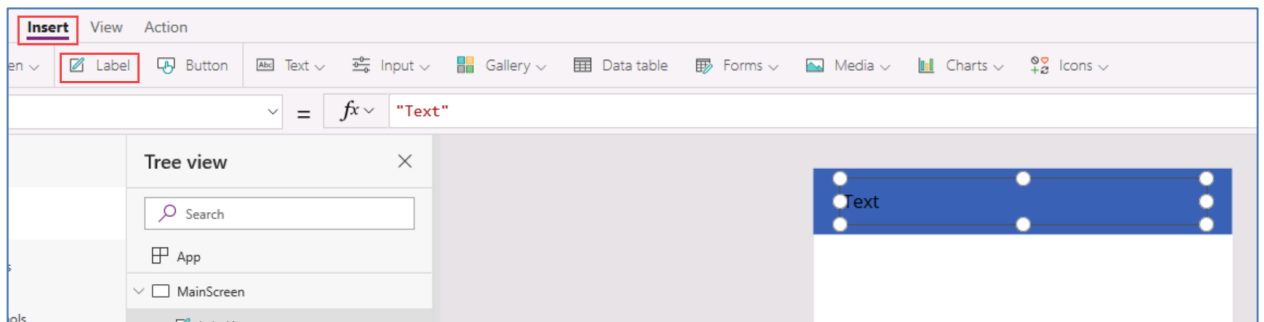 Insert View Action
en Label Button Abc Text Input Gallery Data table Forms Media Charts Icons
= fx "Text"
Tree view
Search
Text
App
MainScreen